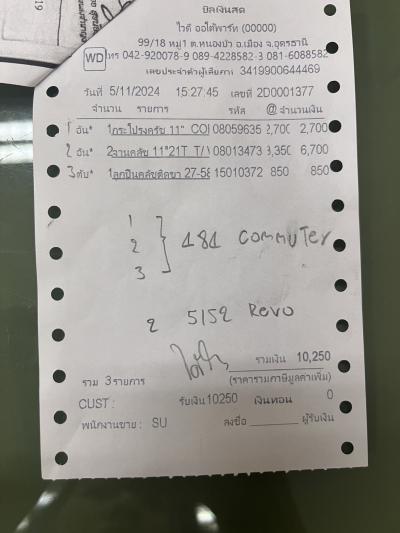 บิลเงินสด
ไวดี ออโต้พาร์ท (00000)
99/18 หมู่1 ต.หนองบัว อ.เมือง จ.อุดรธานี
WD โทร 042-920078-9 089-4228582-3 081-6088582
เลขประจำตัวผู้เสียภาษี 3419900644469
วันที่ 5/11/2024 15:27:45 เลขที่ 2D0001377
จำนวน รายการ รหัส @ จำนวนเงิน
1 อัน* 1กระโปรงครัช 11" COI 08059635 2,700 2,700
2 อัน* 2จานคลัช 11"21T T/\ 08013473 3,350 6,700
3 ตับ* 1ลูกปืนคลัชติดขา 27-58 15010372 850 850
1
2 } 181 commuter
3
2 5152 Revo
รวมเงิน 10,250
รวม 3รายการ (ราคารวมภาษีมูลค่าเพิ่ม)
CUST : รับเงิน10250 เงินทอน 0
พนักงานขาย: SU ลงชื่อ ผู้รับเงิน
19